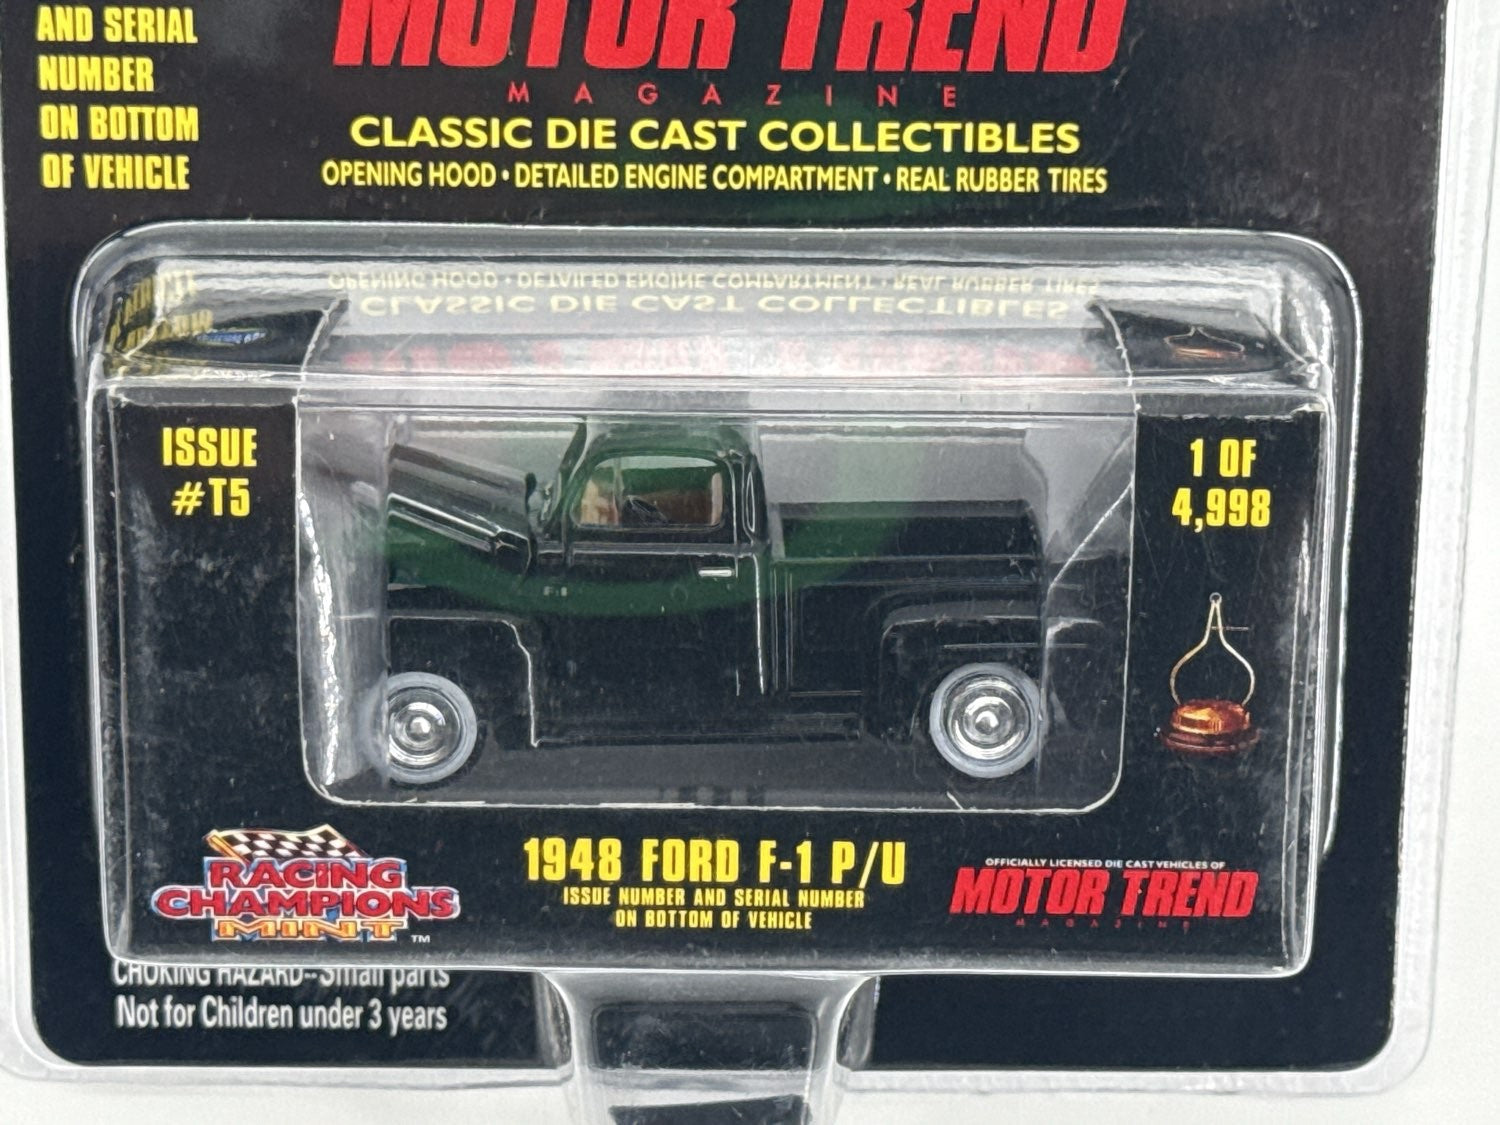 AND SERIAL
NUMBER
ON BOTTOM
OF VEHICLE
MOTOR TREND
MAGAZINE
CLASSIC DIE CAST COLLECTIBLES
OPENING HOOD • DETAILED ENGINE COMPARTMENT • REAL RUBBER TIRES
ISSUE
#T5
1 OF
4,998
F-1
RACING
CHAMPIONS
MINT™
1948 FORD F-1 P/U
ISSUE NUMBER AND SERIAL NUMBER
ON BOTTOM OF VEHICLE
OFFICIALLY LICENSED DIE CAST VEHICLES OF
MOTOR TREND
MAGAZINE
CHOKING HAZARD--Small parts
Not for Children under 3 years